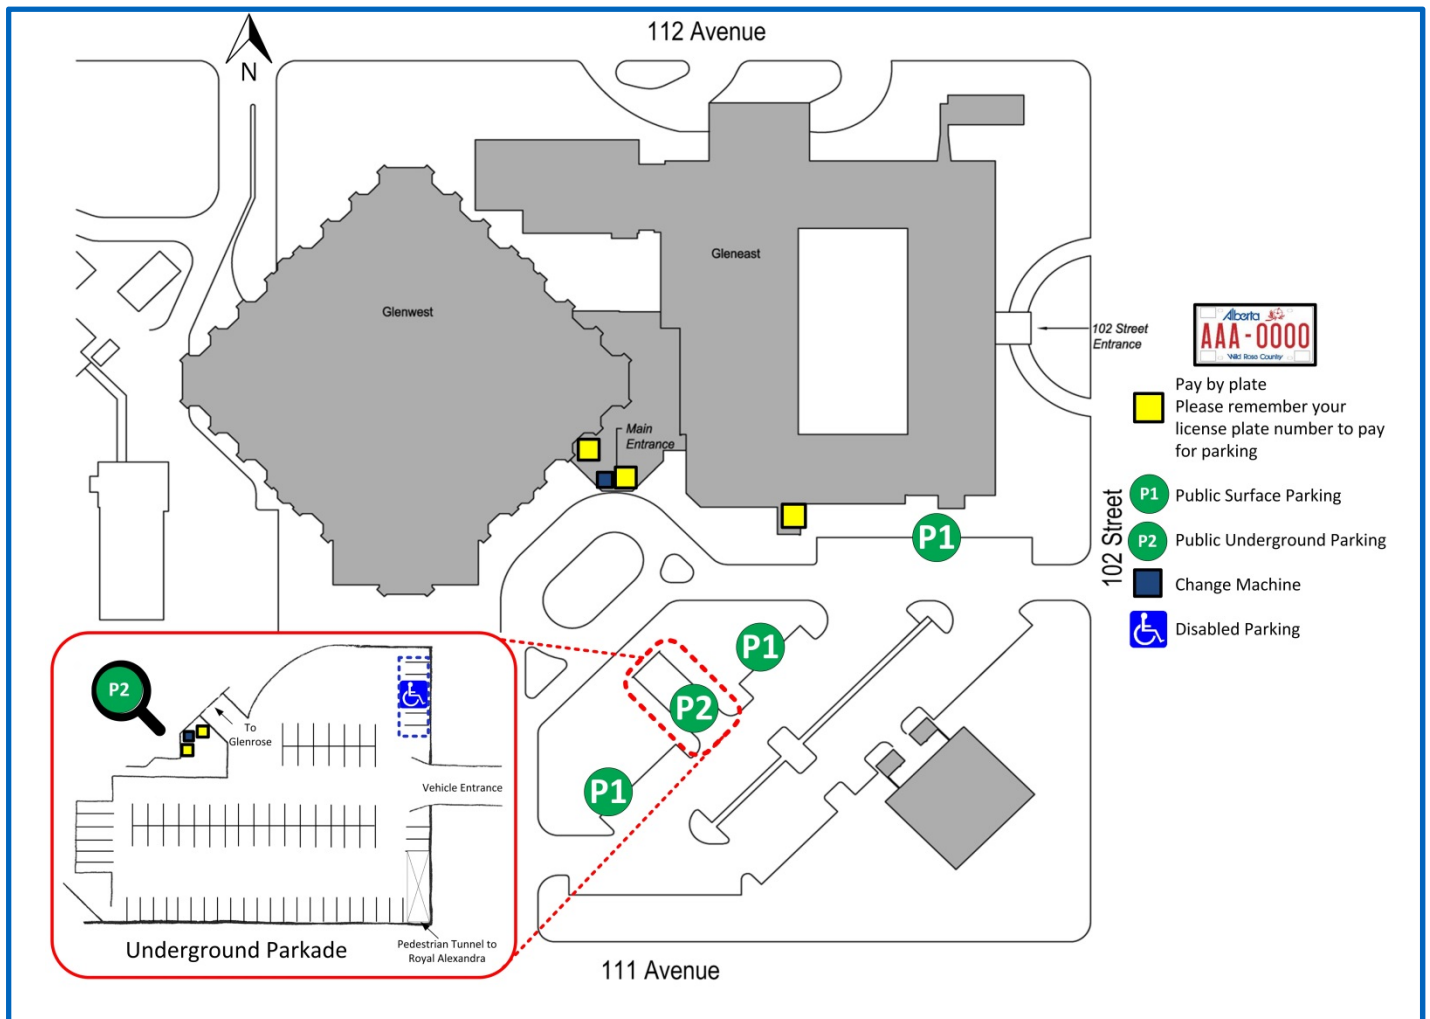 112 Avenue
N
Gleneast
Glenwest
102 Street
Entrance
Main
Entrance
Alberta
AAA-0000
Wild Rose Country
Pay by plate
Please remember your
license plate number to pay
for parking
P1 Public Surface Parking
P2 Public Underground Parking
Change Machine
Disabled Parking
102 Street
P1
P1
P2
P1
P2
To
Glenrose
Vehicle Entrance
Pedestrian Tunnel to
Royal Alexandra
Underground Parkade
111 Avenue